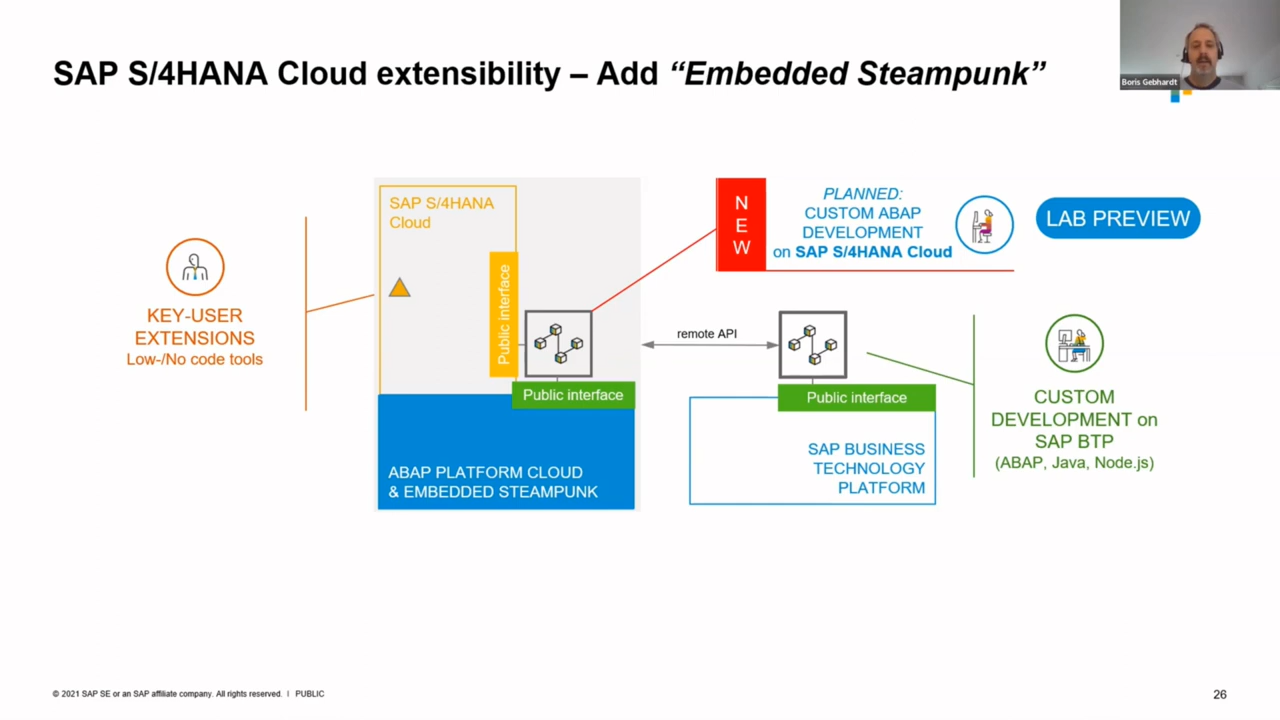 SAP S/4HANA Cloud extensibility – Add “Embedded Steampunk”
Boris Gebhardt
KEY-USER
EXTENSIONS
Low-/No code tools
SAP S/4HANA
Cloud
Public interface
Public interface
ABAP PLATFORM CLOUD
& EMBEDDED STEAMPUNK
N
E
W
PLANNED:
CUSTOM ABAP
DEVELOPMENT
on SAP S/4HANA Cloud
LAB PREVIEW
remote API
Public interface
SAP BUSINESS
TECHNOLOGY
PLATFORM
CUSTOM
DEVELOPMENT on
SAP BTP
(ABAP, Java, Node.js)
© 2021 SAP SE or an SAP affiliate company. All rights reserved. | PUBLIC
26